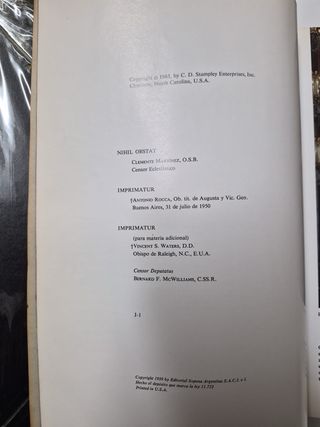 Copyright © 1983, by C. D. Stampley Enterprises, Inc.
Charlotte, North Carolina, U.S.A.
NIHIL OBSTAT
CLEMENTE MARTÍNEZ, O.S.B.
Censor Eclesiástico
IMPRIMATUR
†ANTONIO ROCCA, Ob. tit. de Augusta y Vic. Gen.
Buenos Aires, 31 de julio de 1950
IMPRIMATUR
(para materia adicional)
†VINCENT S. WATERS, D.D.
Obispo de Raleigh, N.C., E.U.A.
Censor Deputatus
BERNARD F. MCWILLIAMS, C.SS.R.
J-1
Copyright 1950 by Editorial Sopena Argentina S.A.C.I. e I
Hecho el depósito que marca la ley 11.723
Printed in U.S.A.